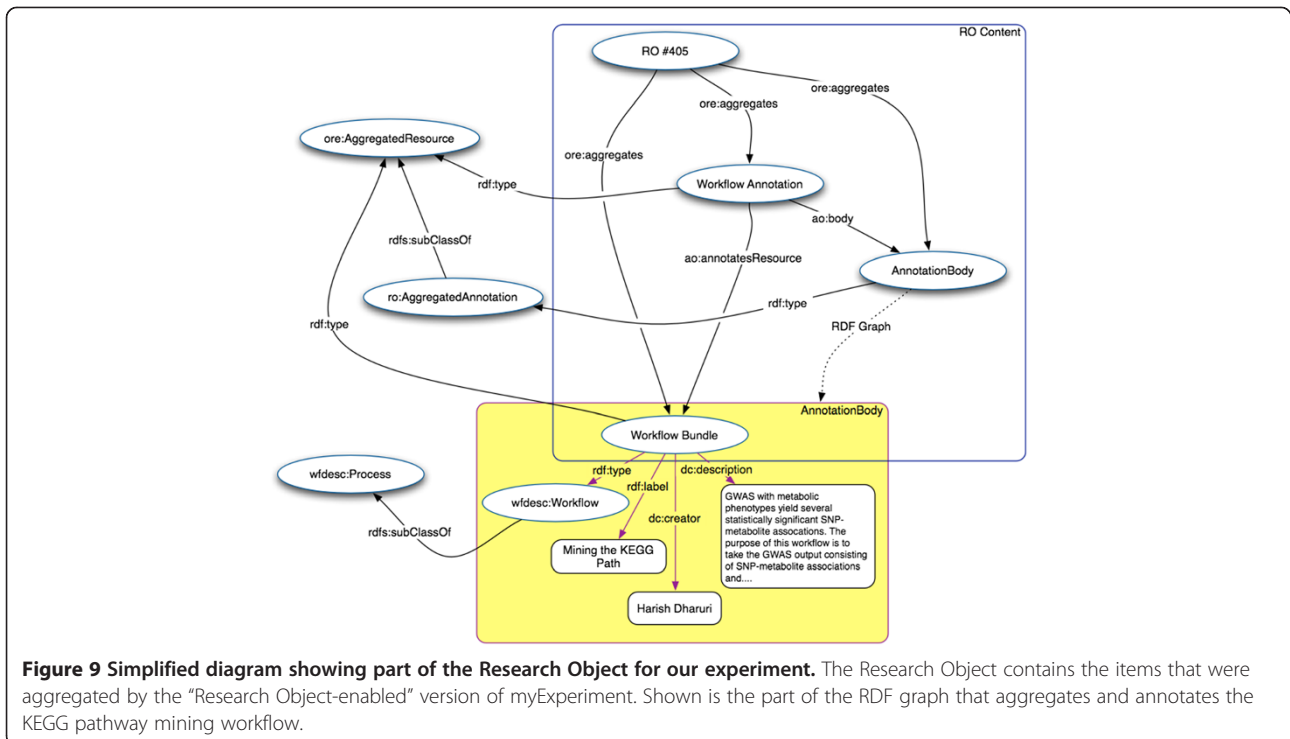 RO Content
RO #405
ore:aggregates
ore:aggregates
ore:AggregatedResource
ore:aggregates
rdf:type
Workflow Annotation
ao:body
rdfs:subClassOf
ao:annotatesResource
AnnotationBody
ro:AggregatedAnnotation
rdf:type
rdf:type
RDF Graph
AnnotationBody
Workflow Bundle
wfdesc:Process
rdf:type
dc:description
rdf:label
wfdesc:Workflow
dc:creator
rdfs:subClassOf
GWAS with metabolic
phenotypes yield several
statistically significant SNP-
metabolite assocations. The
purpose of this workflow is to
take the GWAS output consisting
of SNP-metabolite associations
and....
Mining the KEGG
Path
Harish Dharuri
Figure 9 Simplified diagram showing part of the Research Object for our experiment. The Research Object contains the items that were
aggregated by the “Research Object-enabled” version of myExperiment. Shown is the part of the RDF graph that aggregates and annotates the
KEGG pathway mining workflow.